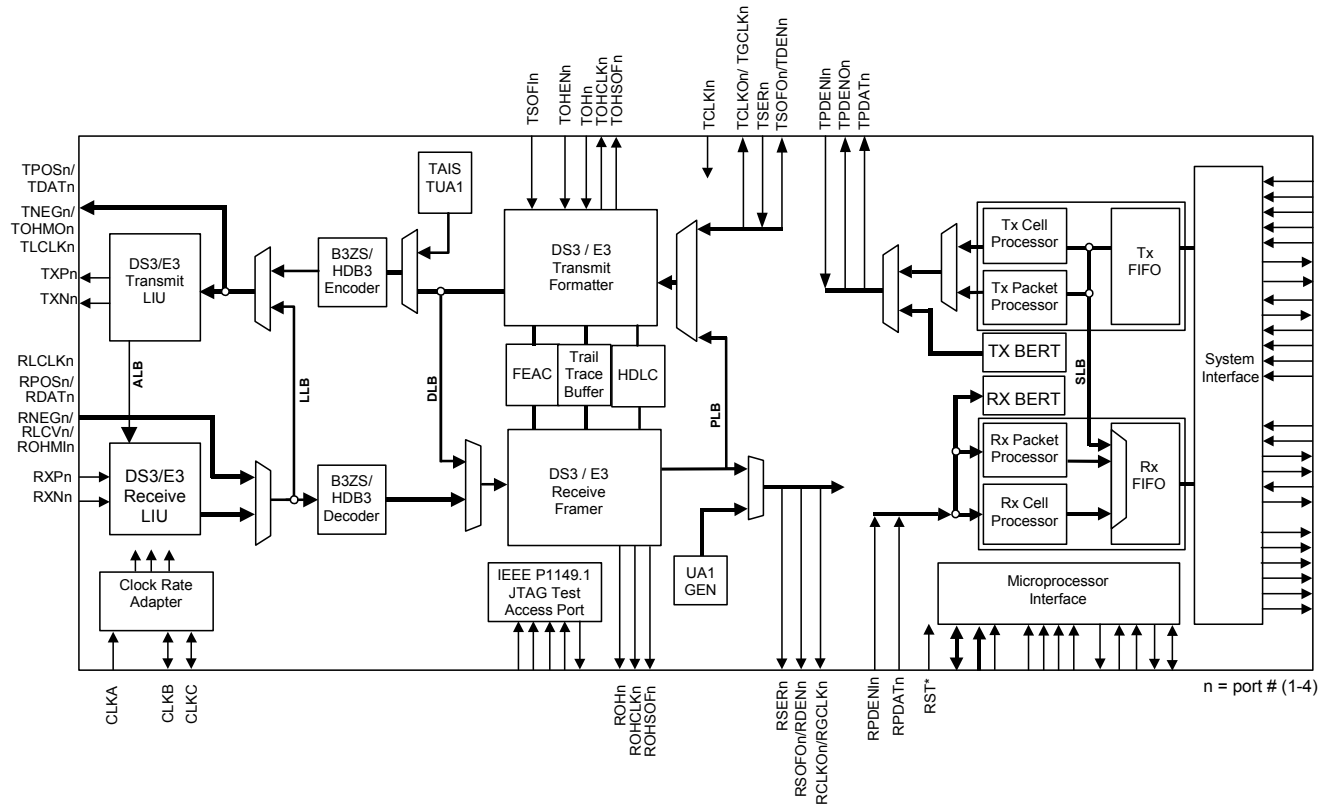 TSOFIn
TOHENn
TOHn
TOHCLKn
TOHSOFn
TCLKIn
TCLKOn/ TGCLKn
TSERn
TSOFOn/TDENn
TPDENIn
TPDENOn
TPDATn
TPOSn/
TDATn
TNEGn/
TOHMOn
TLCLKn
TXPn
TXNn
RLCLKn
RPOSn/
RDATn
RNEGn/
RLCVn/
ROHMIn
RXPn
RXNn
DS3/E3
Transmit
LIU
ALB
DS3/E3
Receive
LIU
Clock Rate
Adapter
CLKA
CLKB
CLKC
LLB
B3ZS/
HDB3
Encoder
B3ZS/
HDB3
Decoder
TAIS
TUA1
DLB
DS3 / E3
Transmit
Formatter
FEAC
Trail
Trace
Buffer
HDLC
DS3 / E3
Receive
Framer
IEEE P1149.1
JTAG Test
Access Port
ROHn
ROHCLKn
ROHSOFn
PLB
UA1
GEN
RSERn
RSOFOn/RDENn
RCLKOn/RGCLKn
RPDENIn
RPDATn
RST*
Tx Cell
Processor
Tx Packet
Processor
Tx
FIFO
TX BERT
RX BERT
SLB
Rx Packet
Processor
Rx Cell
Processor
Rx
FIFO
System
Interface
Microprocessor
Interface
n = port # (1-4)